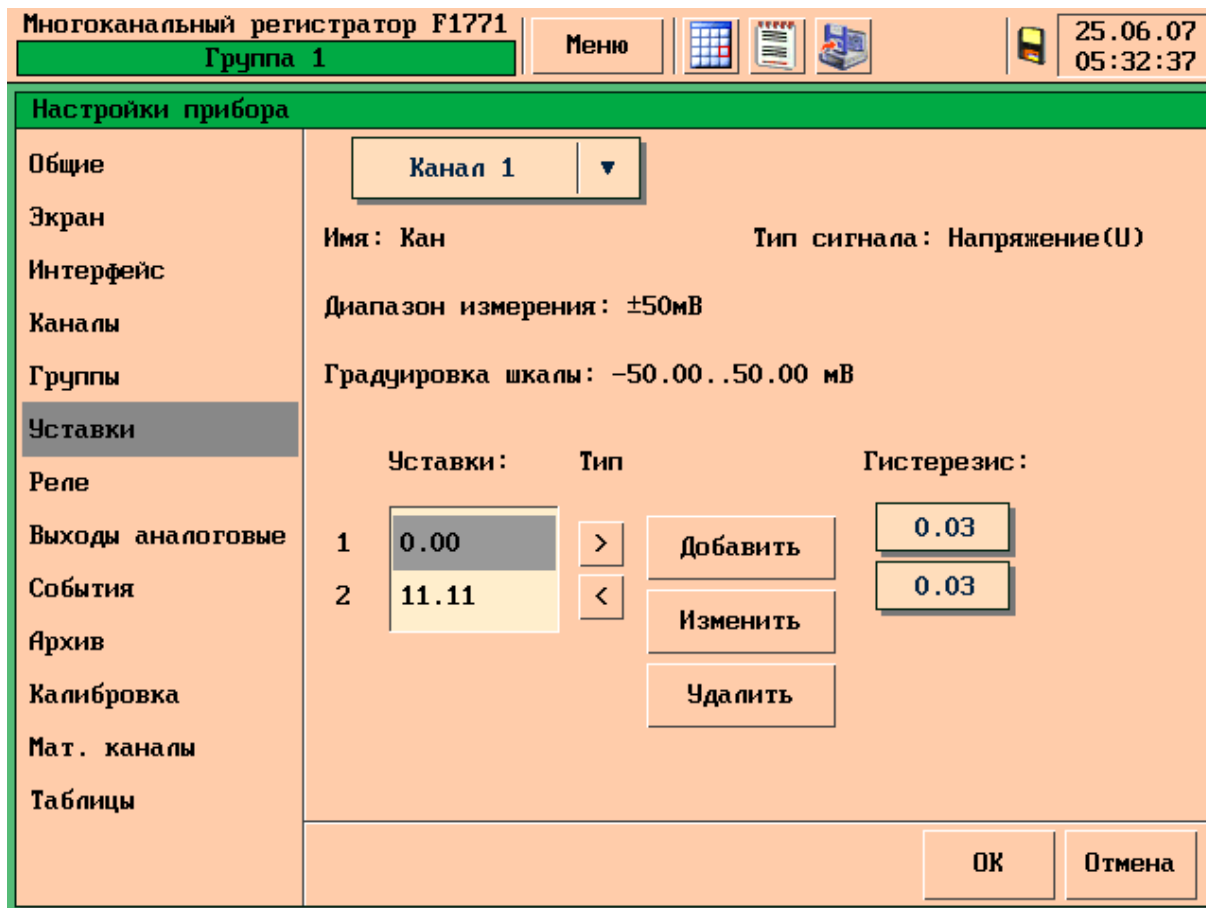 Многоканальный регистратор F1771
Группа 1
Меню
25.06.07
05:32:37
Настройки прибора
Общие
Экран
Интерфейс
Каналы
Группы
Уставки
Реле
Выходы аналоговые
События
Архив
Калибровка
Мат. каналы
Таблицы
Канал 1 ▼
Имя: Кан Тип сигнала: Напряжение(U)
Диапазон измерения: ±50мВ
Градуировка шкалы: -50.00..50.00 мВ
Уставки: Тип Гистерезис:
1 0.00 > Добавить 0.03
2 11.11 < Изменить 0.03
Удалить
ОК Отмена